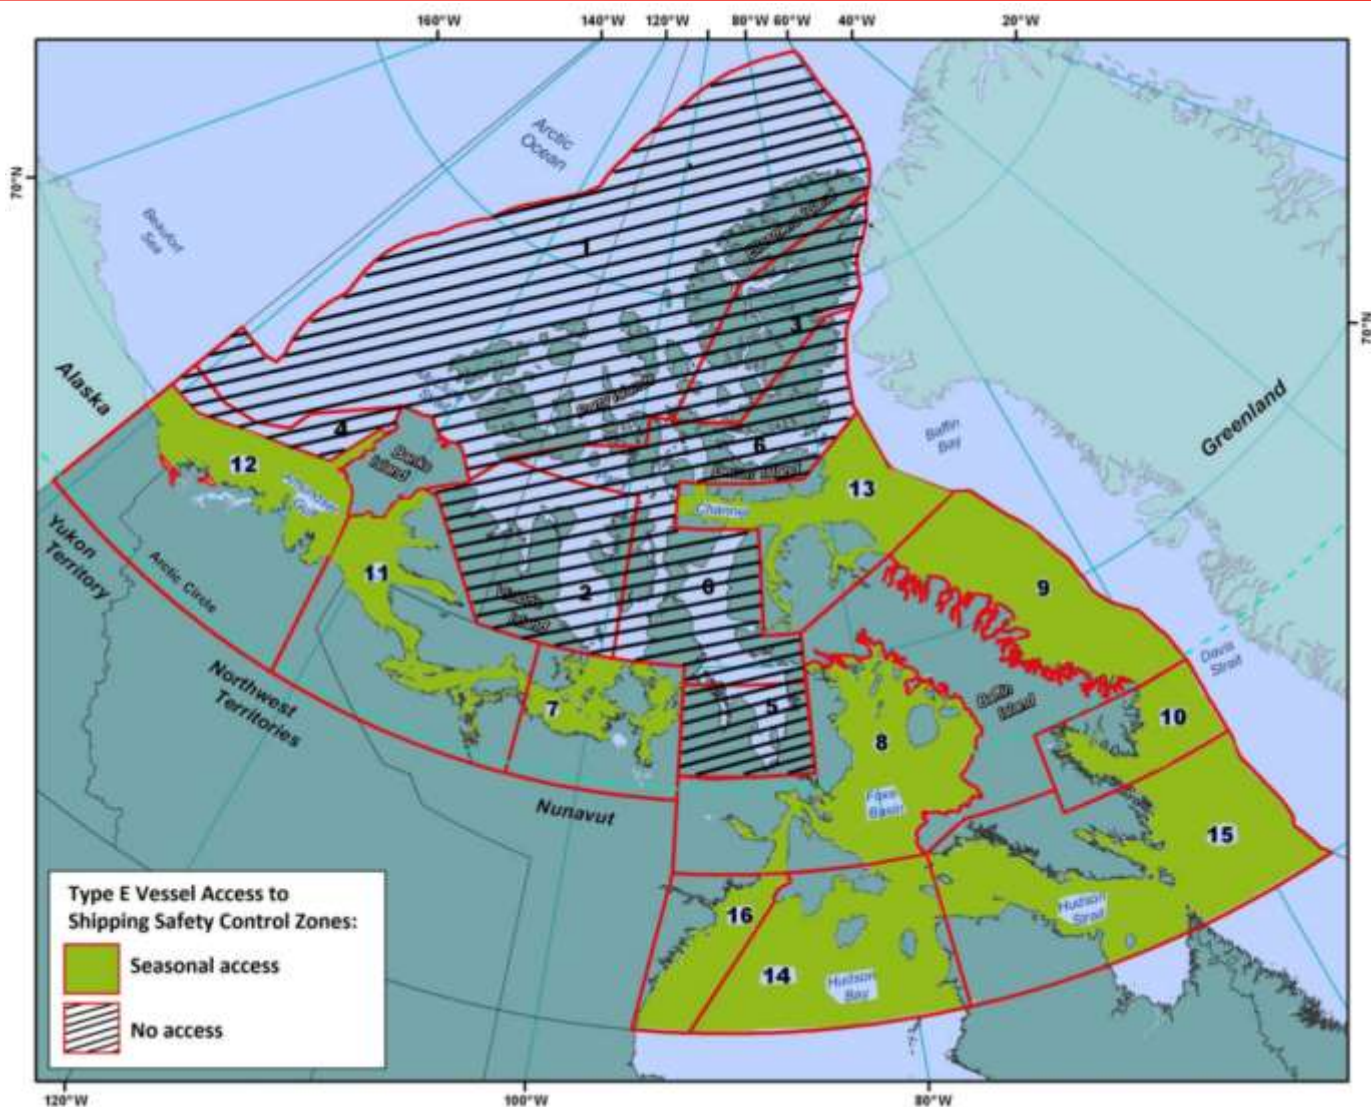 160°W
140°W
120°W
80°W
60°W
40°W
20°W
70°N
Arctic
Ocean
Beaufort
Sea
1
3
70°N
Alaska
Greenland
4
Banks
Island
6
Baffin
Bay
12
13
Channel
Yukon
Territory
Arctic Circle
11
2
6
9
Davis
Strait
Northwest
Territories
7
5
Baffin
Island
10
8
Nunavut
Foxe
Basin
15
Type E Vessel Access to
Shipping Safety Control Zones:
Seasonal access
No access
16
Hudson
Strait
14
Hudson
Bay
120°W
100°W
80°W